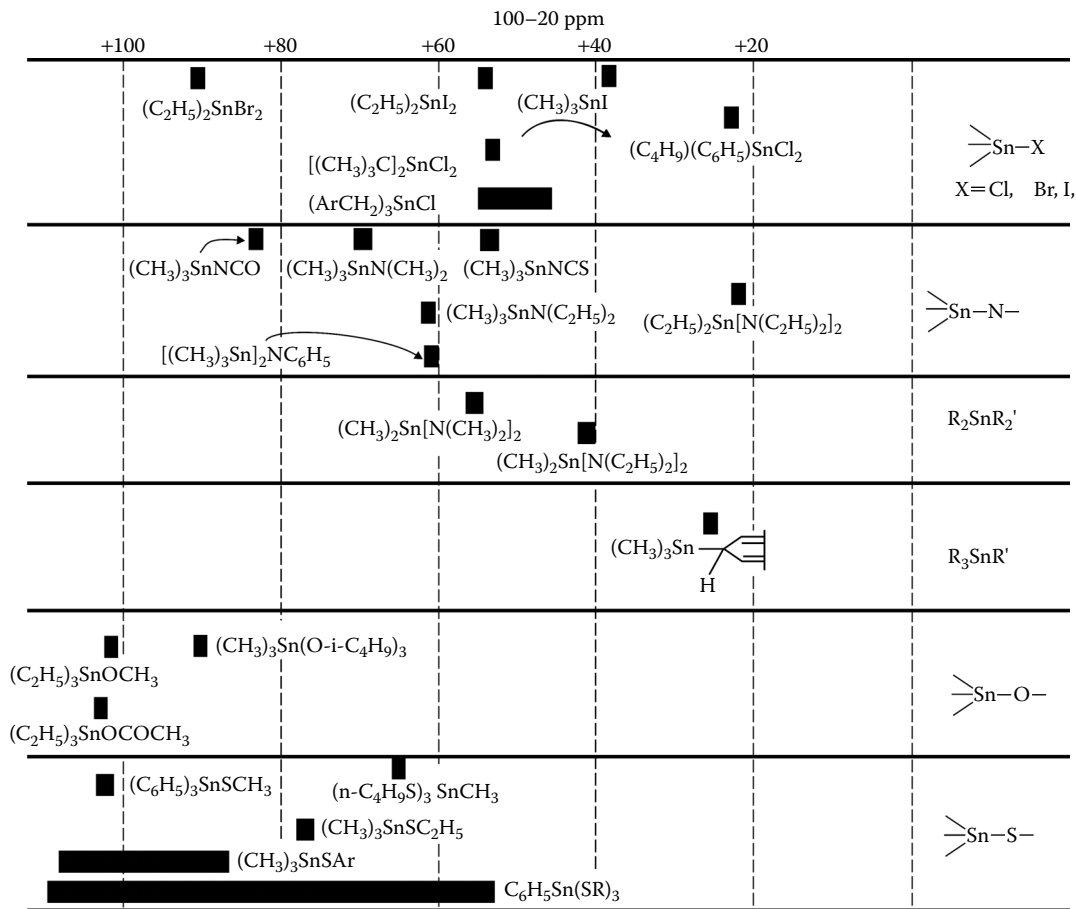 100–20 ppm
+100 +80 +60 +40 +20
(C₂H₅)₂SnBr₂
(C₂H₅)₂SnI₂
(CH₃)₃SnI
(C₄H₉)(C₆H₅)SnCl₂
[(CH₃)₃C]₂SnCl₂
(ArCH₂)₃SnCl
Sn–X
X=Cl, Br, I,
(CH₃)₃SnNCO
(CH₃)₃SnN(CH₃)₂
(CH₃)₃SnNCS
(CH₃)₃SnN(C₂H₅)₂
(C₂H₅)₂Sn[N(C₂H₅)₂]₂
[(CH₃)₃Sn]₂NC₆H₅
Sn–N–
(CH₃)₂Sn[N(CH₃)₂]₂
(CH₃)₂Sn[N(C₂H₅)₂]₂
R₂SnR₂'
(CH₃)₃Sn
H
R₃SnR'
(CH₃)₃Sn(O-i-C₄H₉)₃
(C₂H₅)₃SnOCH₃
(C₂H₅)₃SnOCOCH₃
Sn–O–
(C₆H₅)₃SnSCH₃
(n-C₄H₉S)₃ SnCH₃
(CH₃)₃SnSC₂H₅
(CH₃)₃SnSAr
C₆H₅Sn(SR)₃
Sn–S–